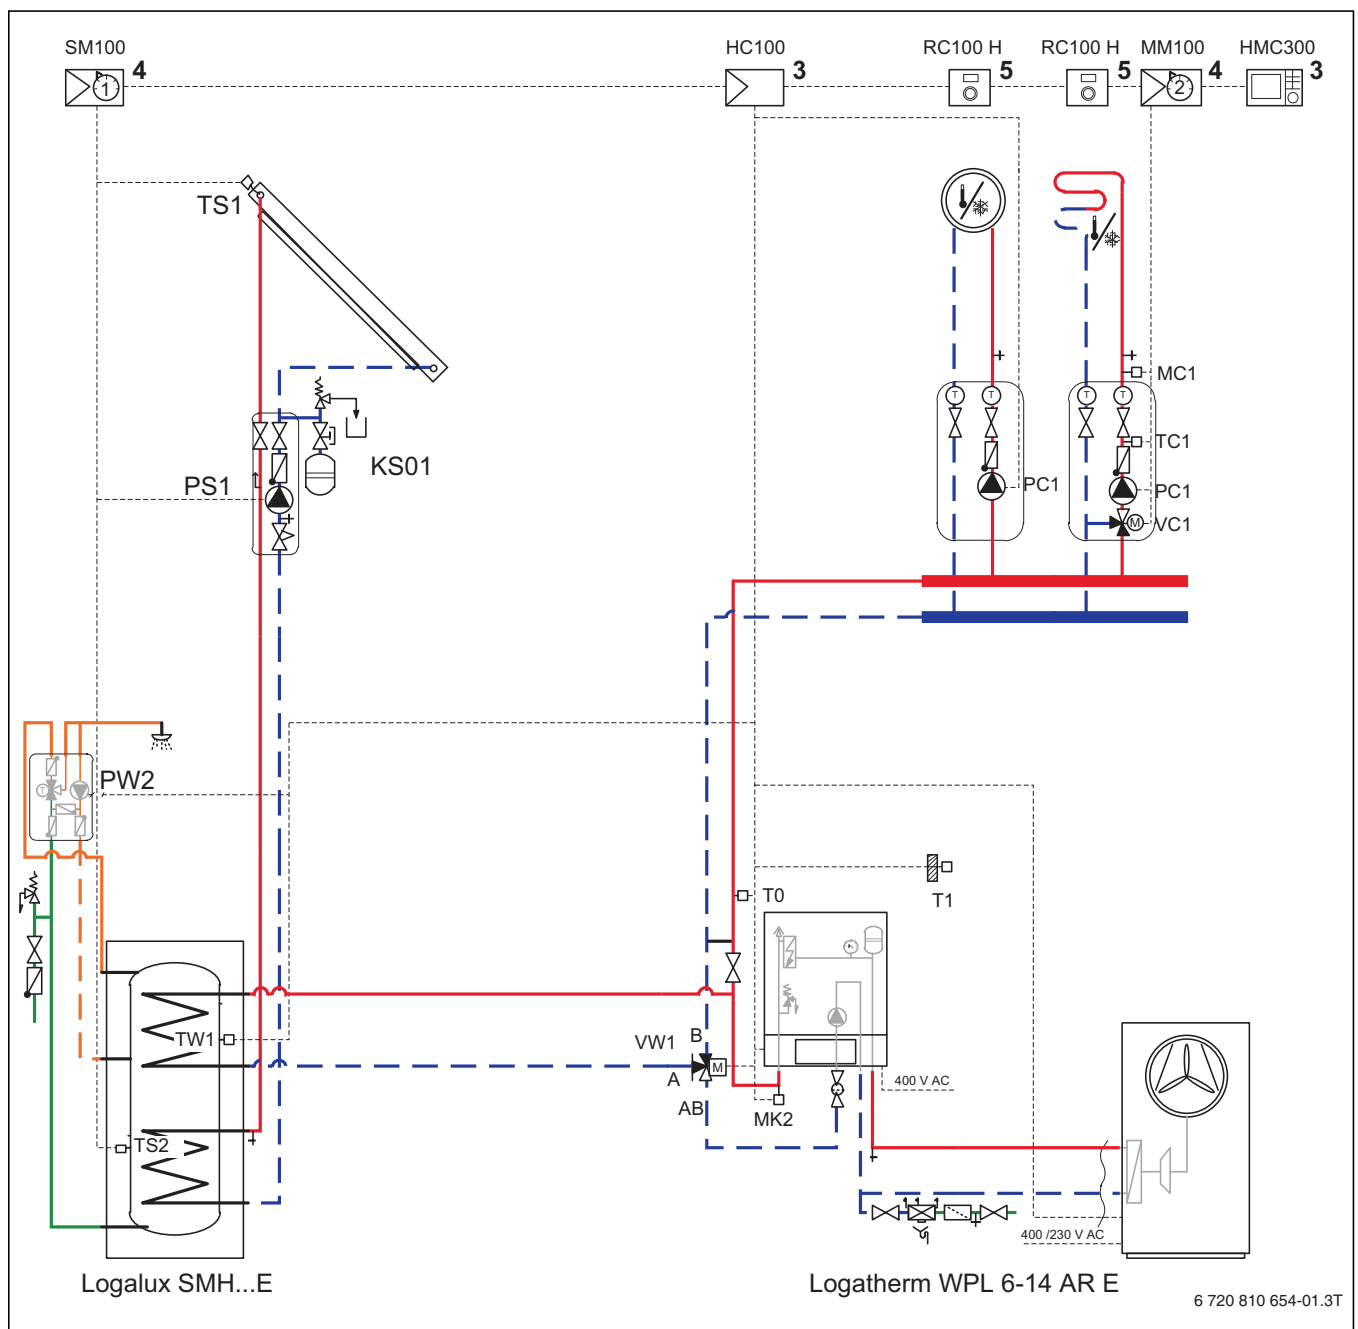 SM100
HC100
RC100 H
RC100 H
MM100
HMC300
4
3
5
5
4
3
1
2
TS1
MC1
T
T
T
T
TC1
KS01
PS1
PC1
PC1
M
VC1
PW2
T
T0
T1
TW1
VW1
B
M
A
400 V AC
AB
MK2
TS2
400 /230 V AC
Logalux SMH...E
Logatherm WPL 6-14 AR E
6 720 810 654-01.3T